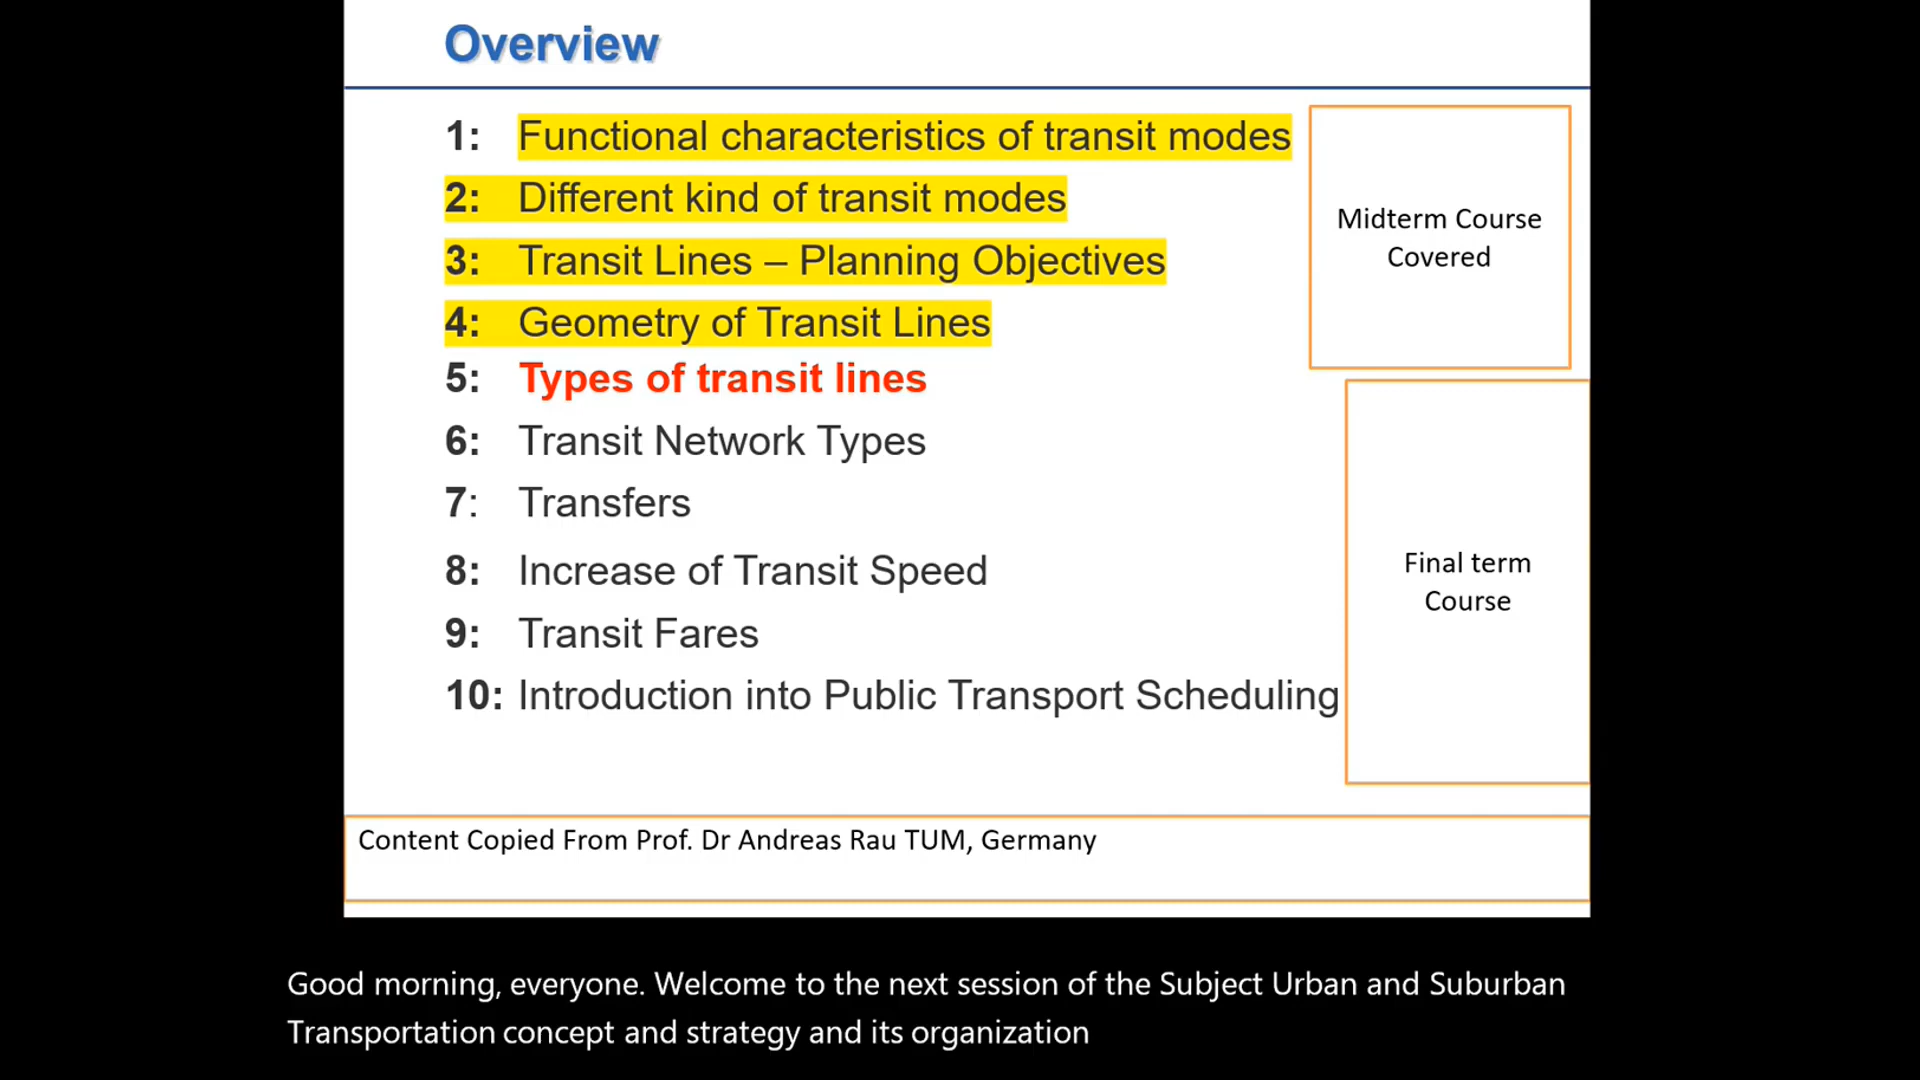 Overview
1: Functional characteristics of transit modes
2: Different kind of transit modes
3: Transit Lines – Planning Objectives
4: Geometry of Transit Lines
5: Types of transit lines
6: Transit Network Types
7: Transfers
8: Increase of Transit Speed
9: Transit Fares
10: Introduction into Public Transport Scheduling
Midterm Course
Covered
Final term
Course
Content Copied From Prof. Dr Andreas Rau TUM, Germany
Good morning, everyone. Welcome to the next session of the Subject Urban and Suburban
Transportation concept and strategy and its organization